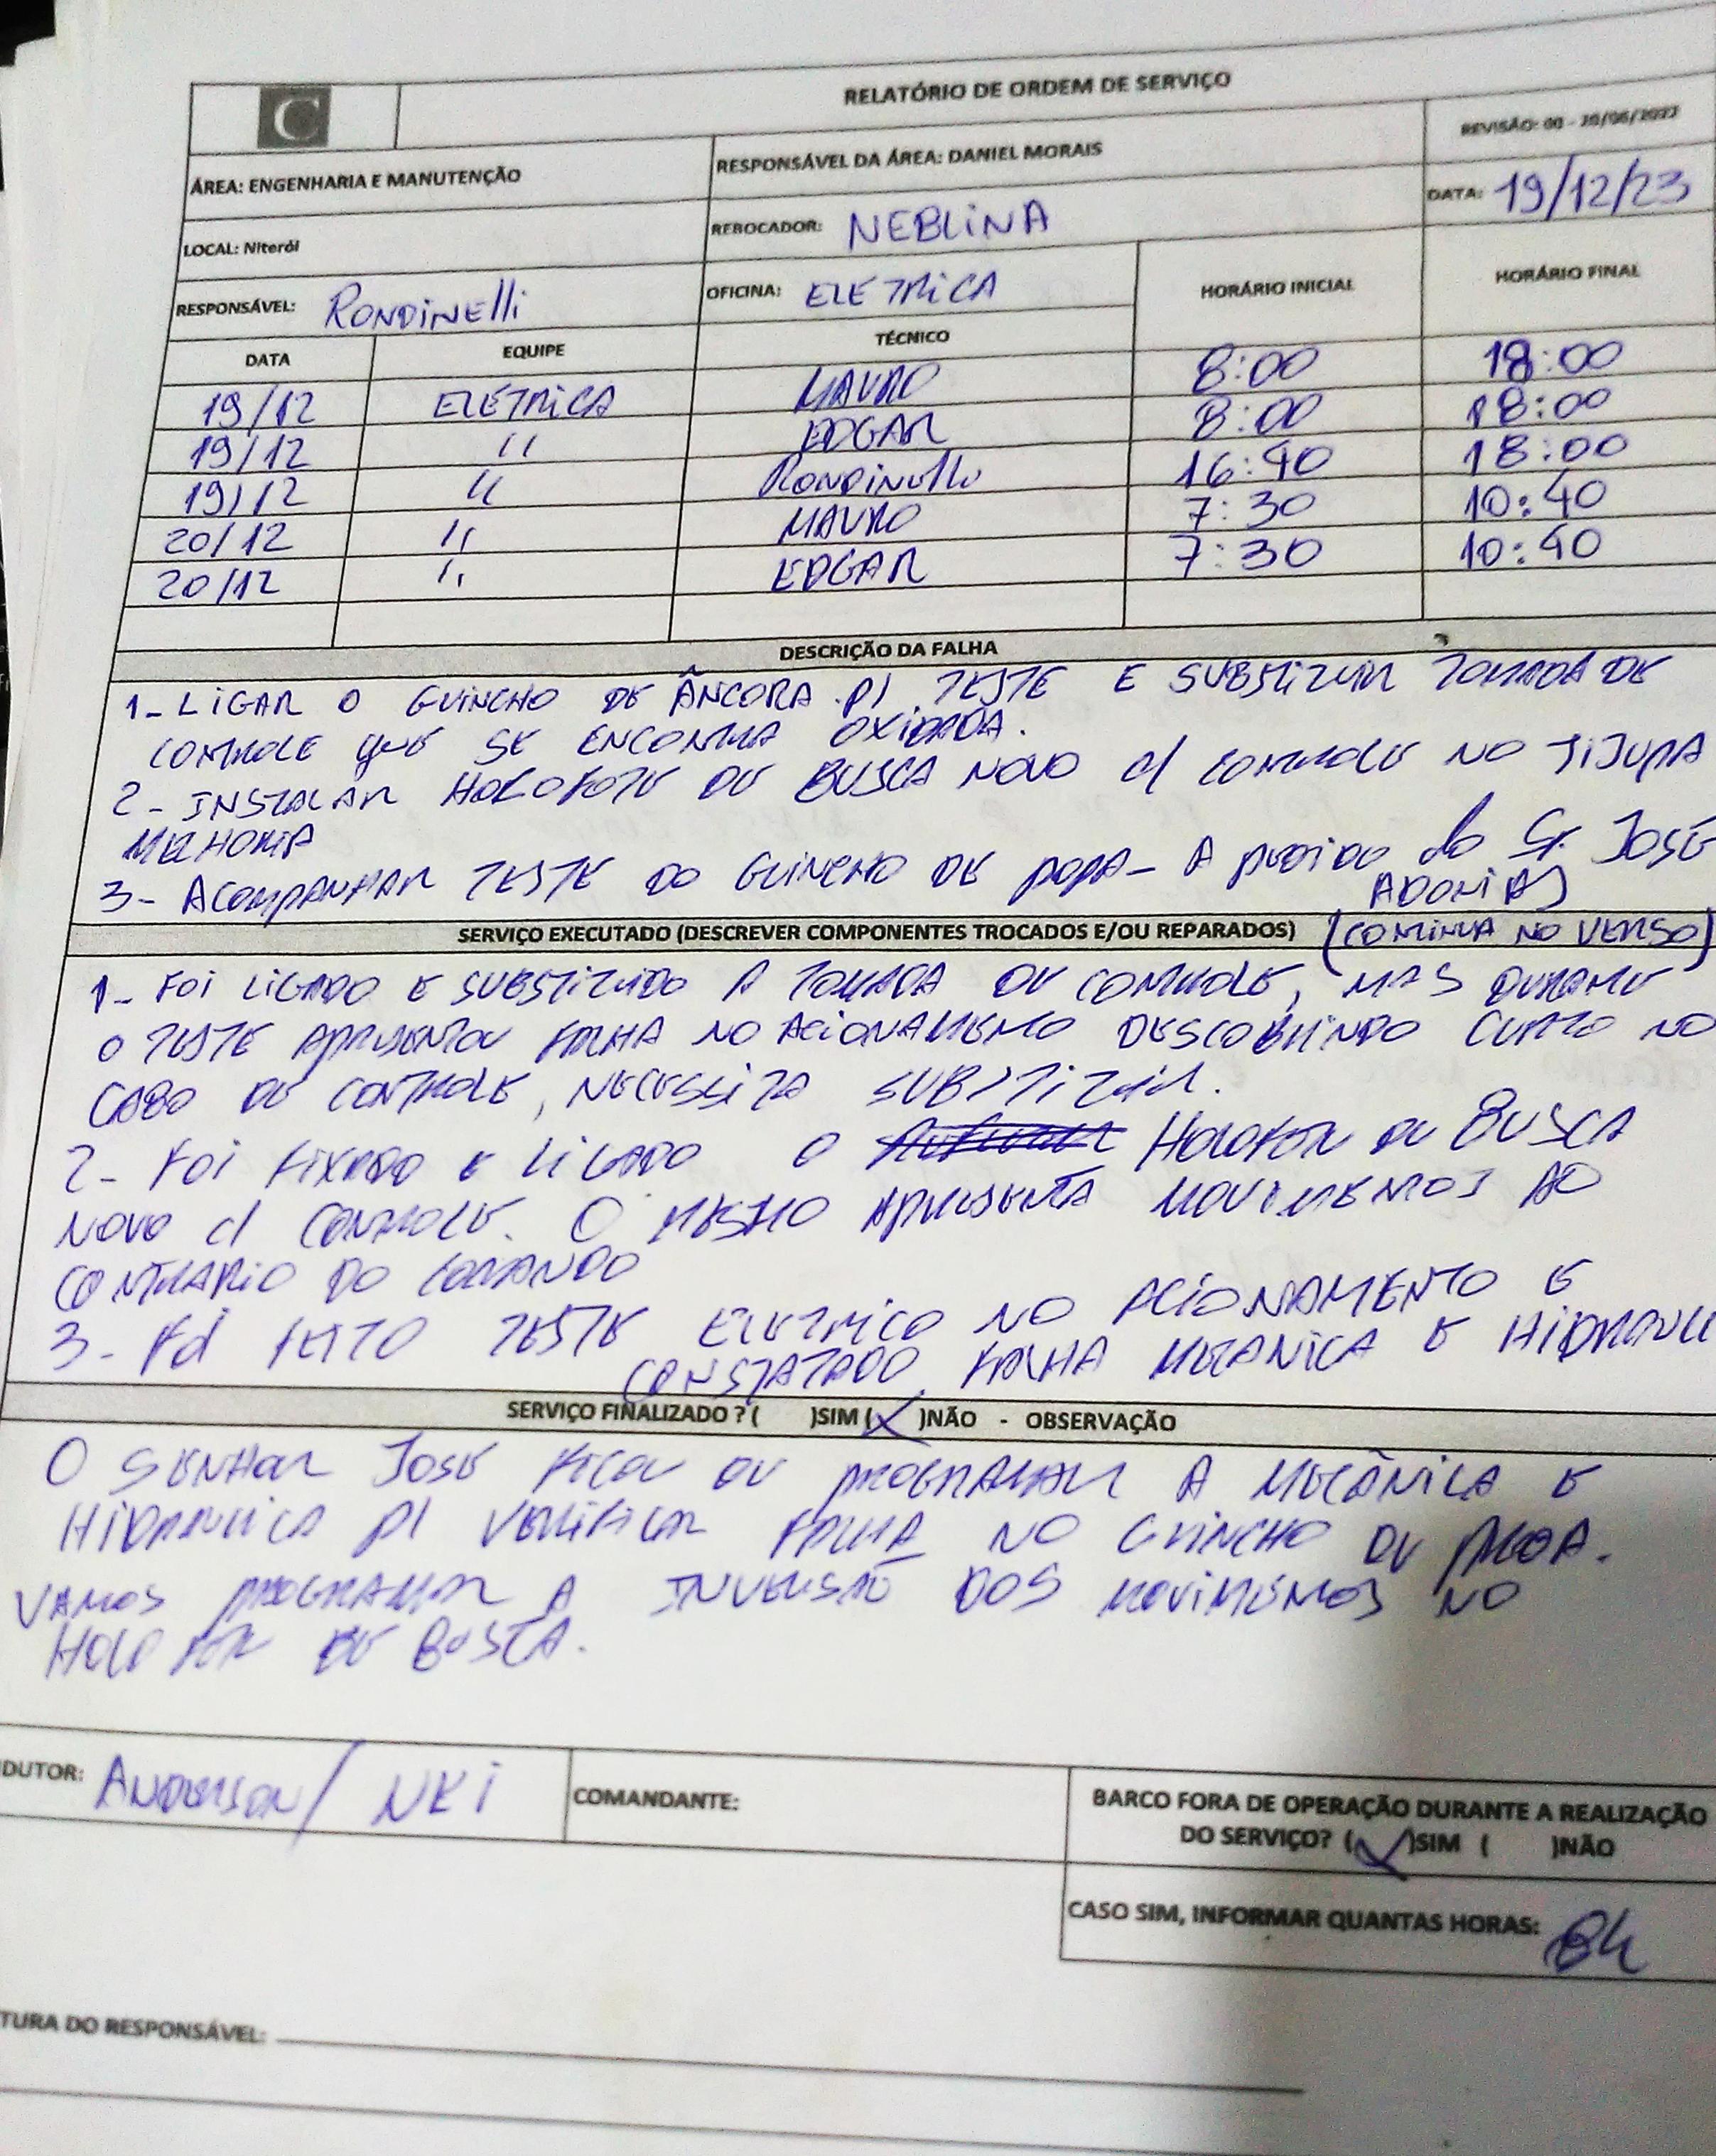 C
RELATÓRIO DE ORDEM DE SERVIÇO
ÁREA: ENGENHARIA E MANUTENÇÃO
RESPONSÁVEL DA ÁREA: DANIEL MORAIS
REVISÃO: 00 - 20/06/2022
LOCAL: Niterói
REBOCADOR: NEBLINA
DATA: 19/12/23
RESPONSÁVEL: RONDINElli
OFICINA: ELETRICA
HORÁRIO INICIAL
HORÁRIO FINAL
DATA EQUIPE TÉCNICO
19/12 ELETRICA MAURO 8:00 18:00
19/12 '' EDGAR 8:00 18:00
19/12 '' RONDINElli 16:40 18:00
20/12 '' MAURO 7:30 10:40
20/12 '' EDGAR 7:30 10:40
DESCRIÇÃO DA FALHA
1- LIGAR O GUINCHO DE ÂNCORA P/ TESTE E SUBSTITUIR TOMADA DE
CONTROLE QUE SE ENCONTRA OXIDADA.
2- INSTALAR HOLOFOTE DE BUSCA NOVO C/ CONTROLE NO TIJUPA
MELHORIA
3- ACOMPANHAR TESTE DO GUINCHO DE POPA - A PEDIDO do Sr. JOSÉ
ADONIAS
SERVIÇO EXECUTADO (DESCREVER COMPONENTES TROCADOS E/OU REPARADOS) (CONTINUA NO VERSO)
1- FOI LIGADO E SUBSTITUIDO A TOMADA DE CONTROLE, MAS DURANTE
O TESTE APRESENTOU FALHA NO ACIONAMENTO DESCOBRINDO CURTO NO
CABO DE CONTROLE, NECESSITA SUBSTITUIR.
2- FOI FIXADO E LIGADO O HOLOFOTE DE BUSCA
NOVO C/ CONTROLE. O MESMO APRESENTA MOVIMENTOS AO
CONTRARIO DO COMANDO
3- FOI FEITO TESTE ELETRICO NO ACIONAMENTO E
CONSTATADO FALHA MECANICA E HIDRAULI
SERVIÇO FINALIZADO ? ( )SIM (X )NÃO - OBSERVAÇÃO
O SENHOR JOSÉ FICOU DE PROGRAMAR A MECÂNICA E
HIDRAULICA P/ VERIFICAR FALHA NO GUINCHO DE PROA.
VAMOS PROGRAMAR A INVERSÃO DOS MOVIMENTOS NO
HOLOFOTE DE BUSCA.
DUTOR: ANDERSON / NEI
COMANDANTE:
BARCO FORA DE OPERAÇÃO DURANTE A REALIZAÇÃO
DO SERVIÇO? (X)SIM ( )NÃO
CASO SIM, INFORMAR QUANTAS HORAS: 8h
TURA DO RESPONSÁVEL: